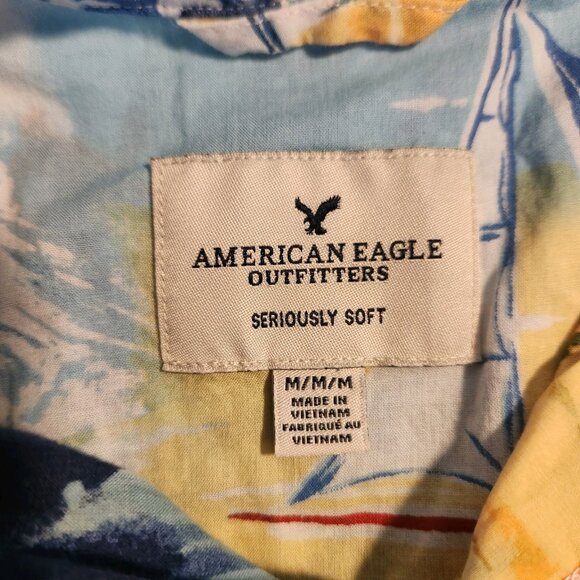 AMERICAN EAGLE
OUTFITTERS
SERIOUSLY SOFT
M/M/M
MADE IN
VIETNAM
FABRIQUÉ AU
VIETNAM